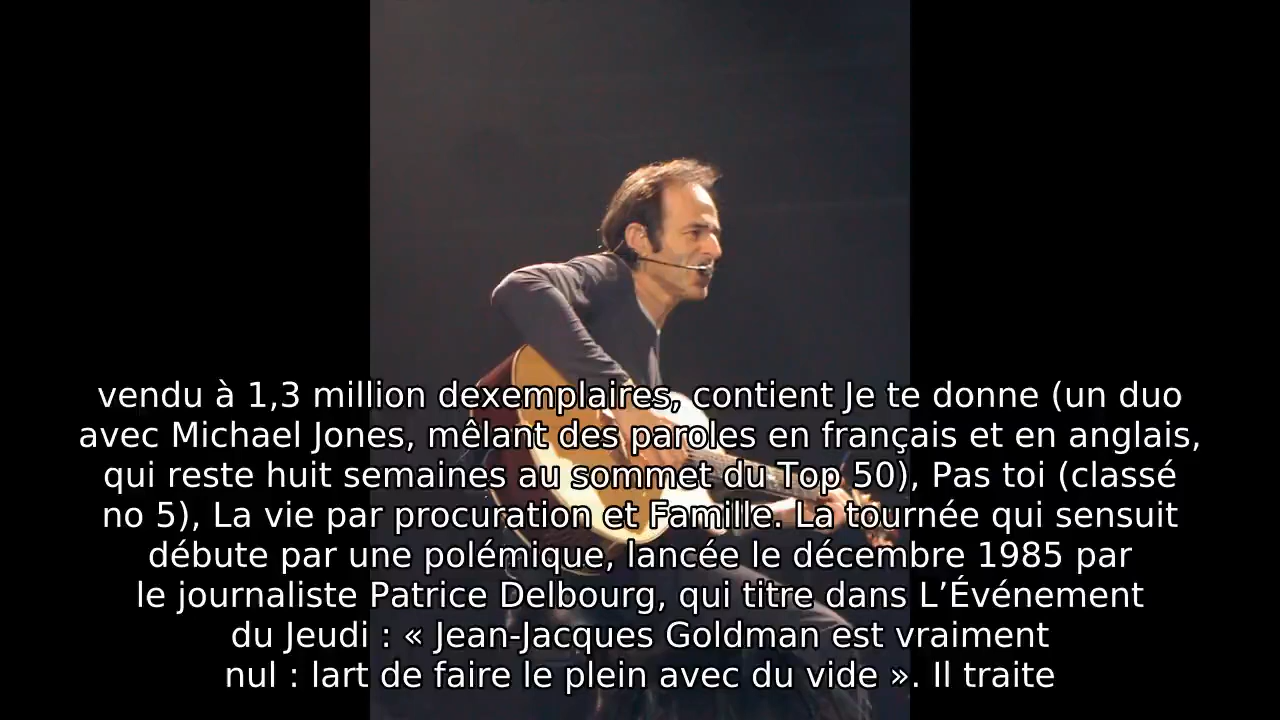 vendu à 1,3 million dexemplaires, contient Je te donne (un duo
avec Michael Jones, mêlant des paroles en français et en anglais,
qui reste huit semaines au sommet du Top 50), Pas toi (classé
no 5), La vie par procuration et Famille. La tournée qui sensuit
débute par une polémique, lancée le décembre 1985 par
le journaliste Patrice Delbourg, qui titre dans L’Événement
du Jeudi : « Jean-Jacques Goldman est vraiment
nul : lart de faire le plein avec du vide ». Il traite